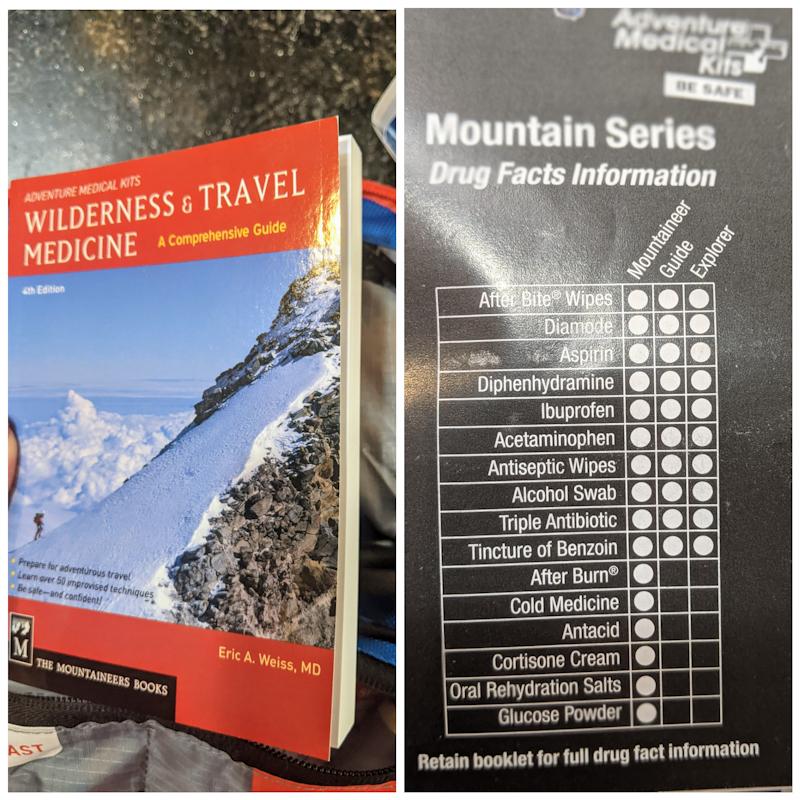 ADVENTURE MEDICAL KITS
WILDERNESS & TRAVEL
MEDICINE A Comprehensive Guide
4th Edition
• Prepare for adventurous travel
• Learn over 50 improvised techniques
• Be safe—and confident!
Eric A. Weiss, MD
M
THE MOUNTAINEERS BOOKS
AST
Adventure
Medical
Kits
BE SAFE
Mountain Series
Drug Facts Information
Mountaineer
Guide
Explorer
After Bite® Wipes
Diamode
Aspirin
Diphenhydramine
Ibuprofen
Acetaminophen
Antiseptic Wipes
Alcohol Swab
Triple Antibiotic
Tincture of Benzoin
After Burn®
Cold Medicine
Antacid
Cortisone Cream
Oral Rehydration Salts
Glucose Powder
Retain booklet for full drug fact information